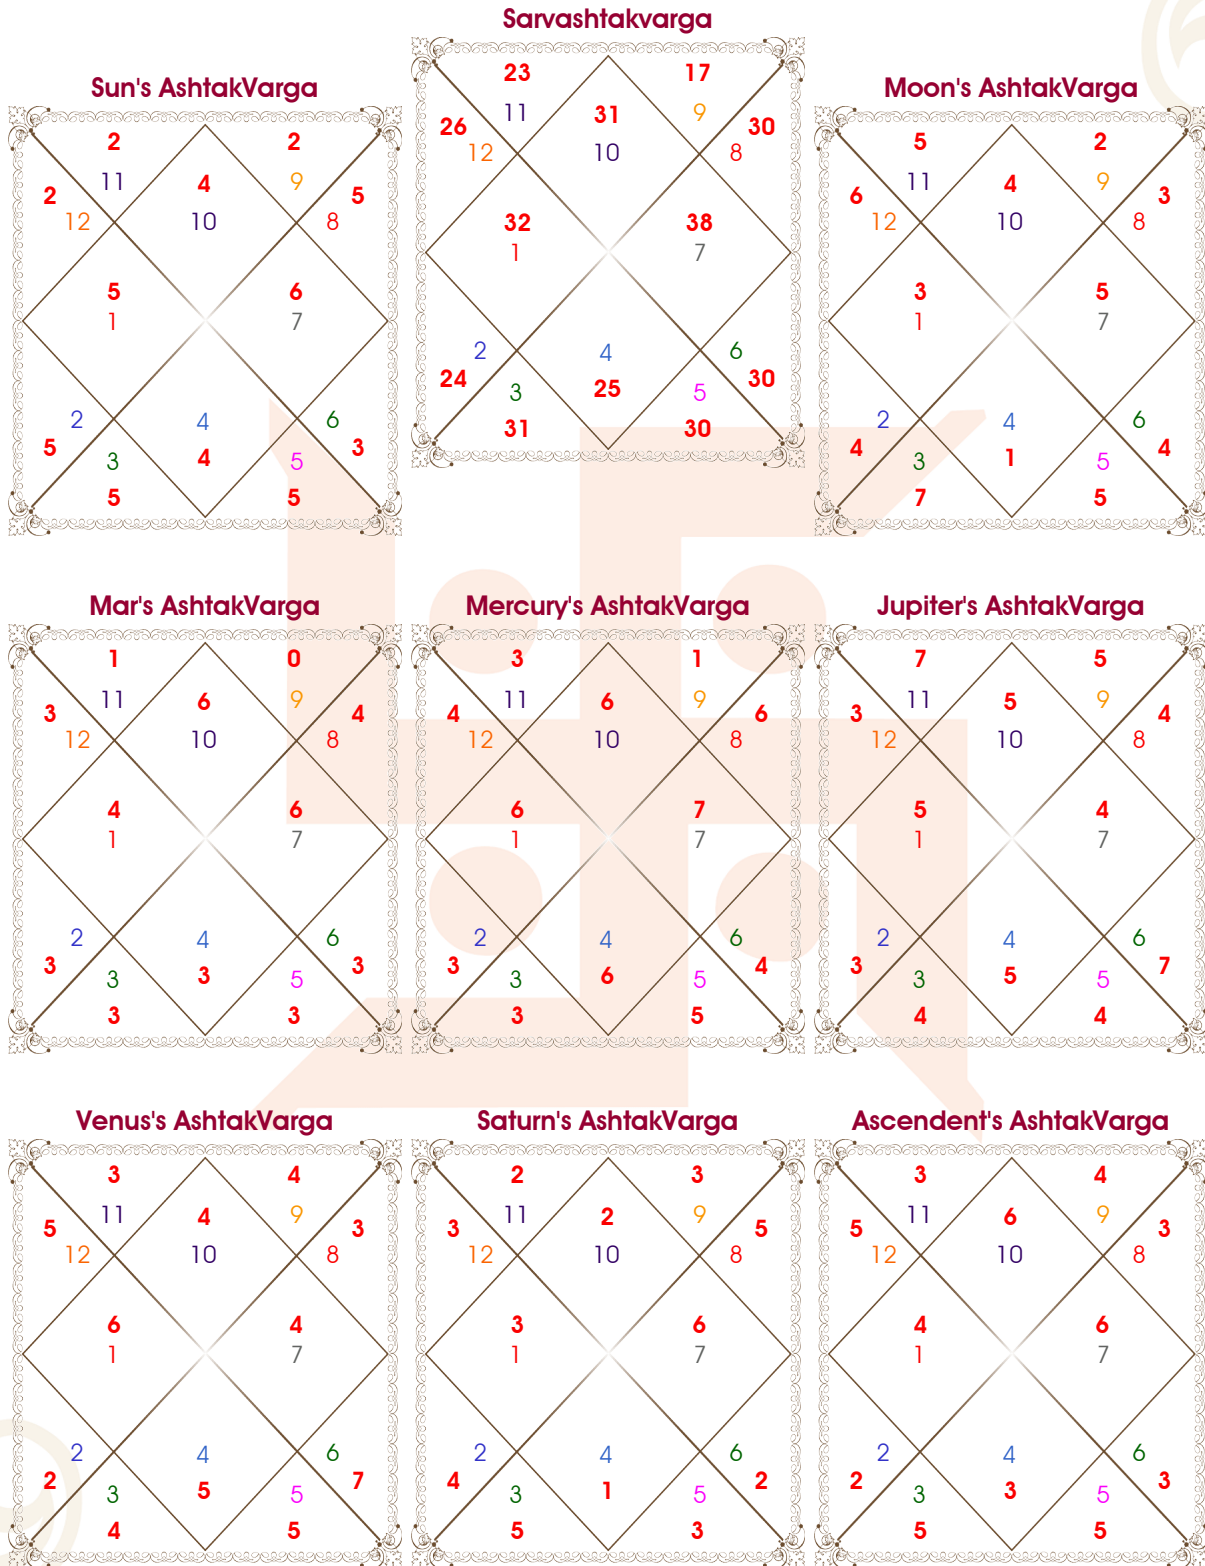 Sarvashtakvarga
23 17
11 31 9
26 30
12 10 8
32 38
1 7
2 4 6
24 25 30
3 5
31 30
Sun's AshtakVarga
2 2
11 4 9
2 5
12 10 8
5 6
1 7
2 4 6
5 4 3
3 5
5 5
Moon's AshtakVarga
5 2
11 4 9
6 3
12 10 8
3 5
1 7
2 4 6
4 1 4
3 5
7 5
Mar's AshtakVarga
1 0
11 6 9
3 4
12 10 8
4 6
1 7
2 4 6
3 3 3
3 5
3 3
Mercury's AshtakVarga
3 1
11 6 9
4 6
12 10 8
6 7
1 7
2 4 6
3 6 4
3 5
3 5
Jupiter's AshtakVarga
7 5
11 5 9
3 4
12 10 8
5 4
1 7
2 4 6
3 5 7
3 5
4 4
Venus's AshtakVarga
3 4
11 4 9
5 3
12 10 8
6 4
1 7
2 4 6
2 5 7
3 5
4 5
Saturn's AshtakVarga
2 3
11 2 9
3 5
12 10 8
3 6
1 7
2 4 6
4 1 2
3 5
5 3
Ascendent's AshtakVarga
3 4
11 6 9
5 3
12 10 8
4 6
1 7
2 4 6
2 3 3
3 5
5 5